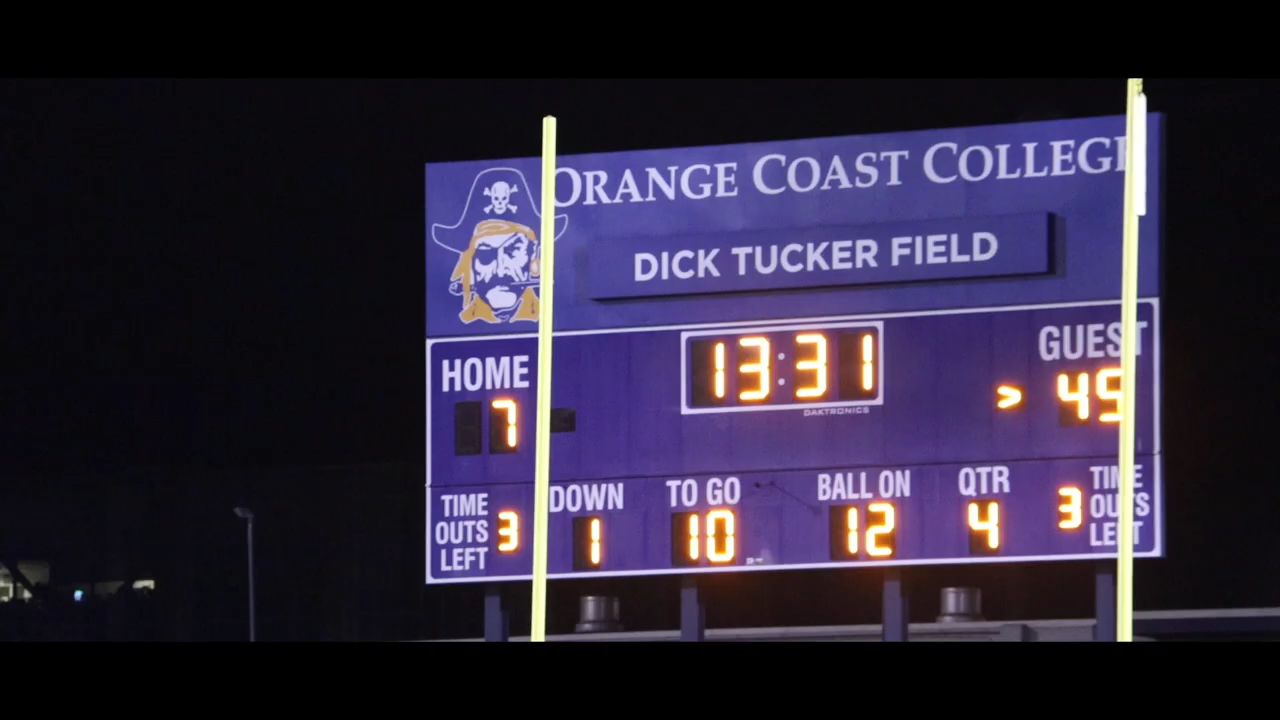 ORANGE COAST COLLEGE
DICK TUCKER FIELD
HOME
13:31
GUEST
7
> 45
DAKTRONICS
TIME OUTS LEFT
3
DOWN
1
TO GO
10
BALL ON
12
QTR
4
3
TIME OUTS LEFT